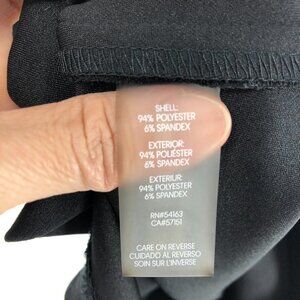 SHELL:
94% POLYESTER
6% SPANDEX
EXTERIOR:
94% POLIÉSTER
6% SPANDEX
EXTÉRIUR:
94% POLYESTER
6% SPANDEX
RN#54163
CA#57151
CARE ON REVERSE
CUIDADO AL REVERSO
SOIN SUR L'INVERSE